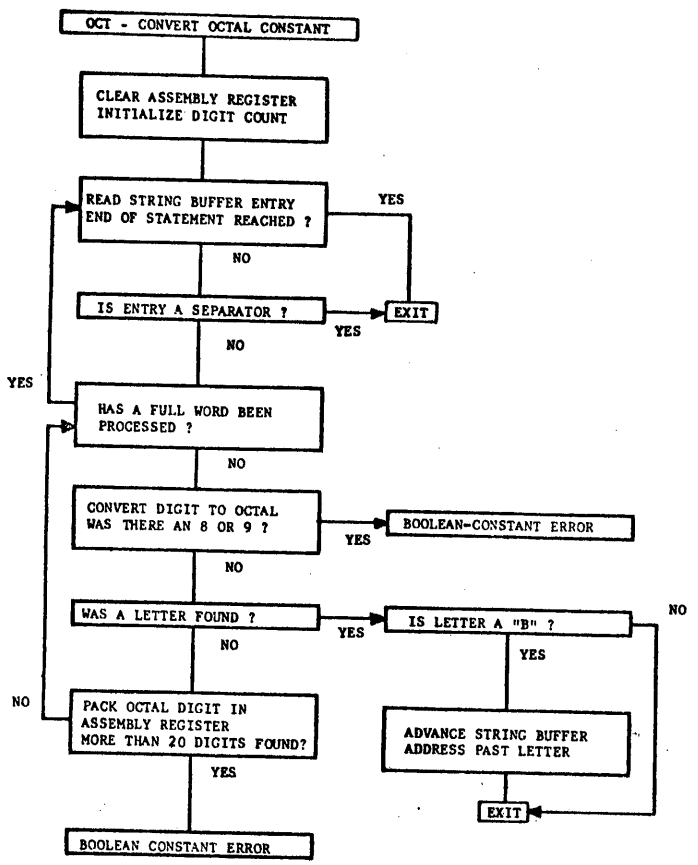 OCT - CONVERT OCTAL CONSTANT
CLEAR ASSEMBLY REGISTER
INITIALIZE DIGIT COUNT
READ STRING BUFFER ENTRY
END OF STATEMENT REACHED ?
YES
NO
IS ENTRY A SEPARATOR ?
YES
EXIT
NO
YES
HAS A FULL WORD BEEN
PROCESSED ?
NO
CONVERT DIGIT TO OCTAL
WAS THERE AN 8 OR 9 ?
YES
BOOLEAN-CONSTANT ERROR
NO
WAS A LETTER FOUND ?
YES
IS LETTER A "B" ?
NO
NO
YES
NO
PACK OCTAL DIGIT IN
ASSEMBLY REGISTER
MORE THAN 20 DIGITS FOUND?
ADVANCE STRING BUFFER
ADDRESS PAST LETTER
YES
EXIT
BOOLEAN CONSTANT ERROR